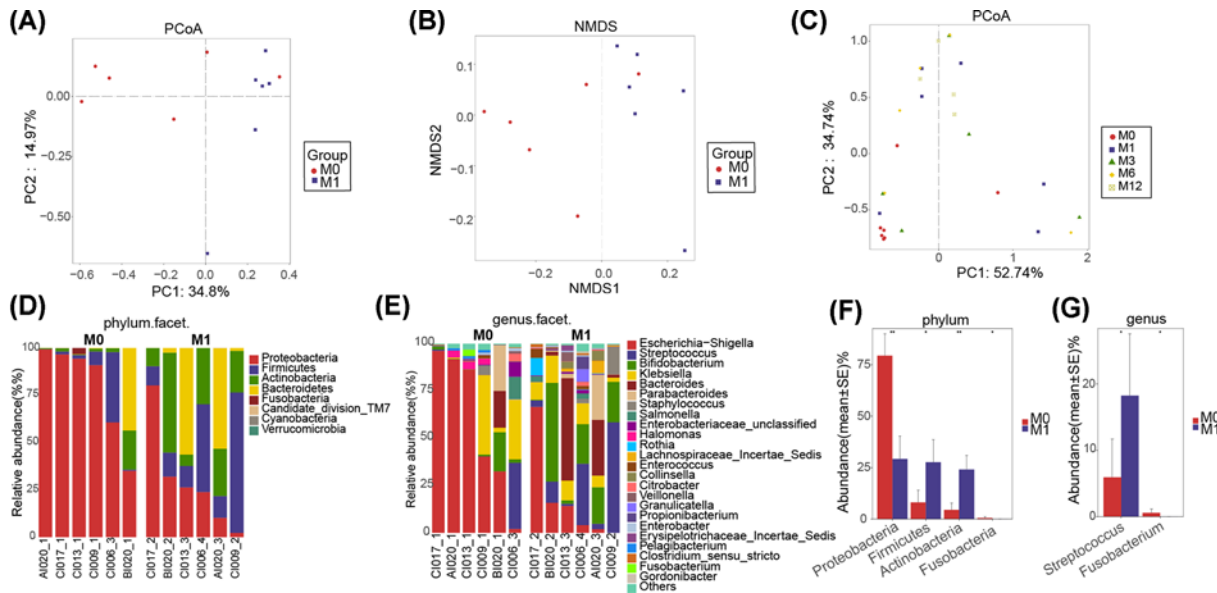 (A)
PCoA
0.00
−0.25
−0.50
PC2 : 14.97%
−0.6
−0.4
−0.2
0.0
0.2
0.4
PC1: 34.8%
Group
M0
M1
(B)
NMDS
0.1
0.0
−0.1
−0.2
NMDS2
−0.2
0.0
0.2
NMDS1
Group
M0
M1
(C)
PCoA
1.0
0.5
0.0
−0.5
PC2 : 34.74%
0
1
2
PC1: 52.74%
M0
M1
M3
M6
M12
(D)
phylum.facet.
M0
M1
100
75
50
25
0
Relative abundance(%%)
AI020_1
CI017_1
CI013_1
CI009_1
CI006_3
BI020_1
CI017_2
BI020_2
CI013_3
CI006_4
AI020_3
CI009_2
Proteobacteria
Firmicutes
Actinobacteria
Bacteroidetes
Fusobacteria
Candidate_division_TM7
Cyanobacteria
Verrucomicrobia
(E)
genus.facet.
M0
M1
100
75
50
25
0
Relative abundance(%)
CI017_1
AI020_1
CI013_1
CI009_1
BI020_1
CI006_3
CI017_2
BI020_2
CI013_3
CI006_4
AI020_3
CI009_2
Escherichia-Shigella
Streptococcus
Bifidobacterium
Klebsiella
Bacteroides
Parabacteroides
Staphylococcus
Salmonella
Enterobacteriaceae_unclassified
Halomonas
Rothia
Lachnospiraceae_Incertae_Sedis
Enterococcus
Collinsella
Citrobacter
Veillonella
Granulicatella
Propionibacterium
Enterobacter
Erysipelotrichaceae_Incertae_Sedis
Pelagibacterium
Clostridium_sensu_stricto
Fusobacterium
Gordonibacter
Others
(F)
phylum
** * ** *
75
50
25
0
Abundance(mean±SE)%
Proteobacteria
Firmicutes
Actinobacteria
Fusobacteria
M0
M1
(G)
genus
* *
20
10
0
Abundance(mean±SE)%
Streptococcus
Fusobacterium
M0
M1